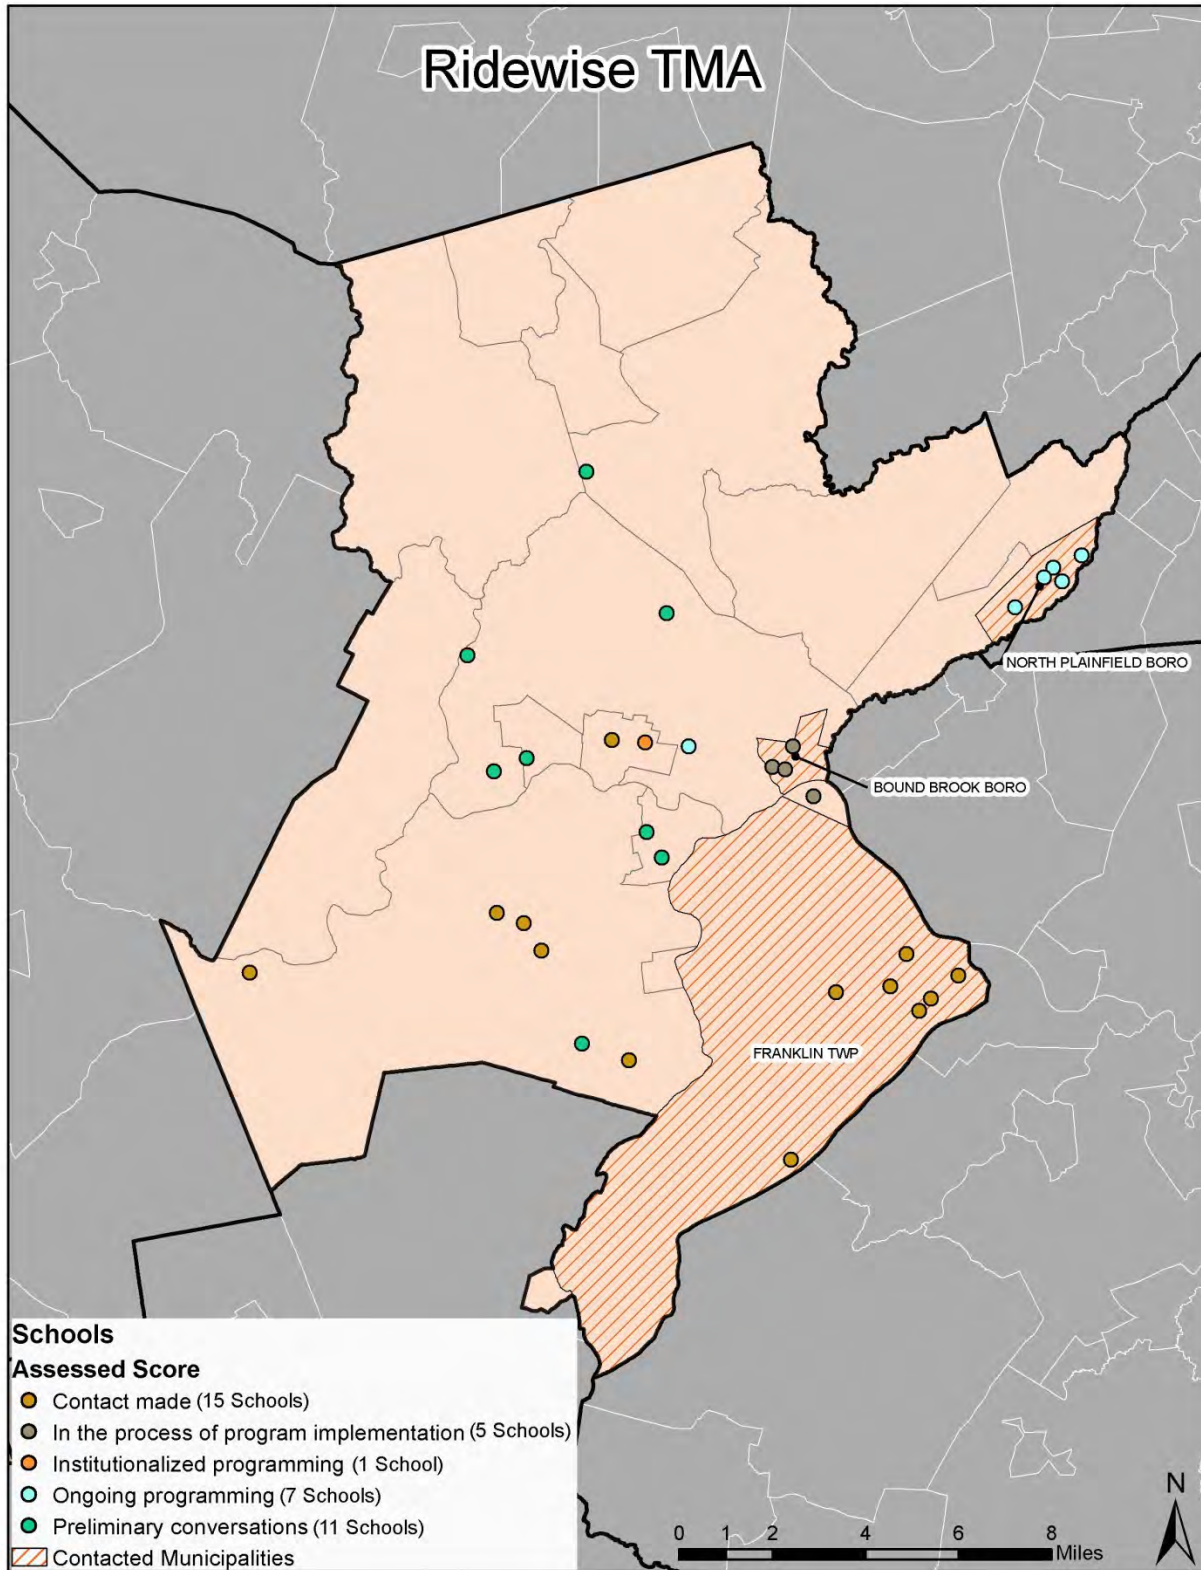 Ridewise TMA
NORTH PLAINFIELD BORO
BOUND BROOK BORO
FRANKLIN TWP
Schools
Assessed Score
Contact made (15 Schools)
In the process of program implementation (5 Schools)
Institutionalized programming (1 School)
Ongoing programming (7 Schools)
Preliminary conversations (11 Schools)
Contacted Municipalities
N
0 1 2 4 6 8
Miles